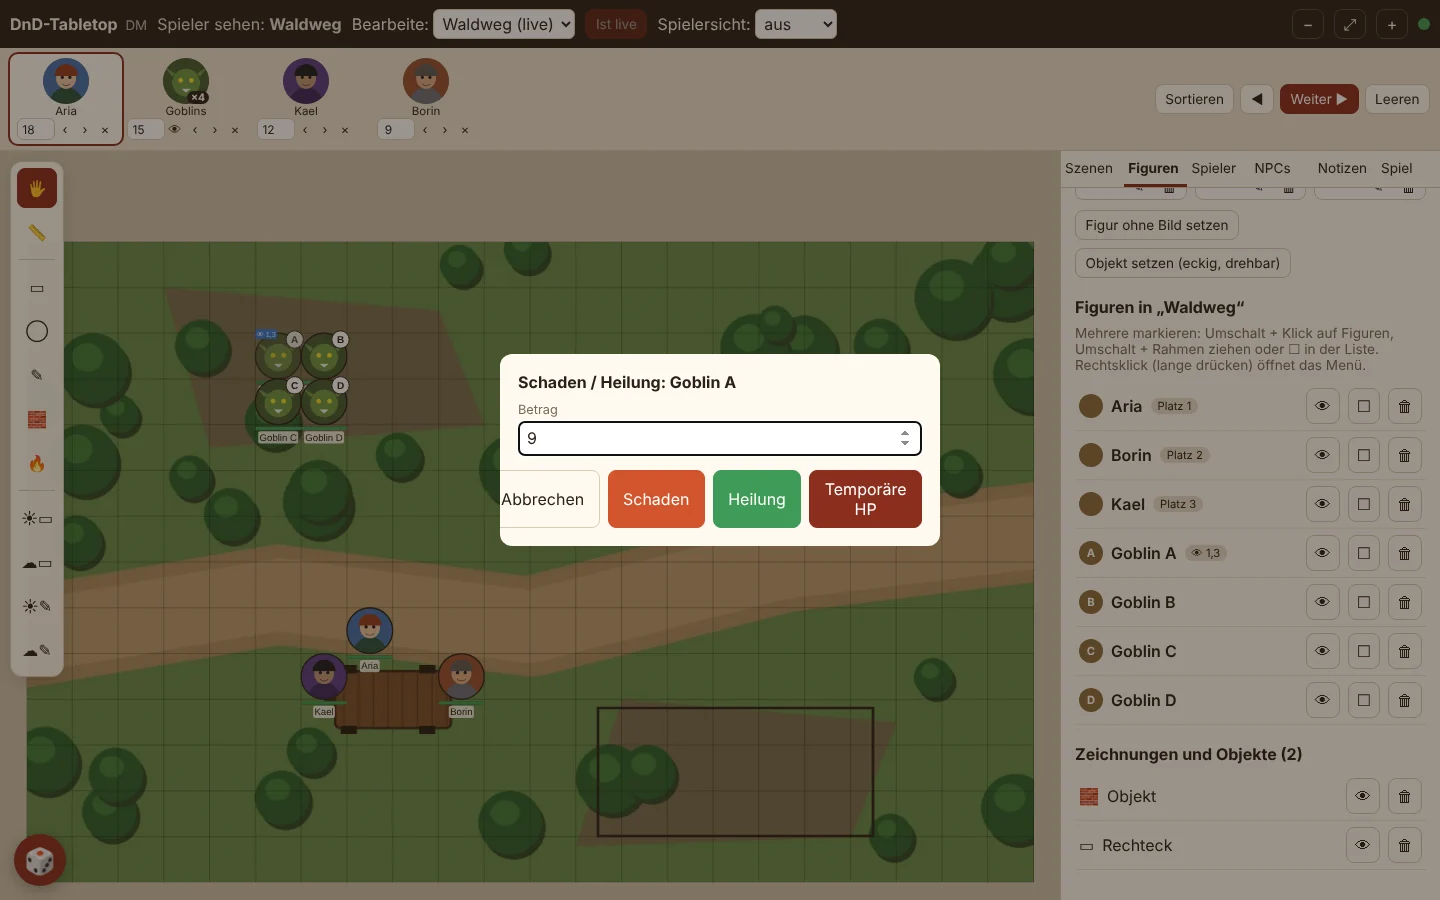 DnD-Tabletop DM Spieler sehen: Waldweg Bearbeite: Waldweg (live) Ist live Spielersicht: aus − +
Aria
18 ‹ › ×
×4
Goblins
15 ‹ › ×
Kael
12 ‹ › ×
Borin
9 ‹ › ×
Sortieren ◀ Weiter ▶ Leeren
Szenen Figuren Spieler NPCs Notizen Spiel
Figur ohne Bild setzen
Objekt setzen (eckig, drehbar)
Figuren in „Waldweg“
Mehrere markieren: Umschalt + Klick auf Figuren,
Umschalt + Rahmen ziehen oder ☐ in der Liste.
Rechtsklick (lange drücken) öffnet das Menü.
Aria Platz 1
Borin Platz 2
Kael Platz 3
A Goblin A 1,3
B Goblin B
C Goblin C
D Goblin D
Zeichnungen und Objekte (2)
Objekt
Rechteck
1,3 A B
C D
Goblin C Goblin D
Aria
Kael Borin
Schaden / Heilung: Goblin A
Betrag
9
Abbrechen Schaden Heilung Temporäre
HP